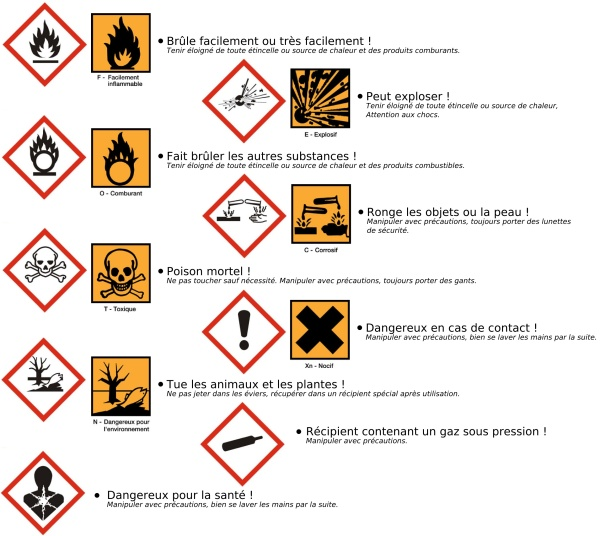 • Brûle facilement ou très facilement !
Tenir éloigné de toute étincelle ou source de chaleur et des produits comburants.
F - Facilement
inflammable
• Peut exploser !
Tenir éloigné de toute étincelle ou source de chaleur,
Attention aux chocs.
E - Explosif
• Fait brûler les autres substances !
Tenir éloigné de toute étincelle ou source de chaleur et des produits combustibles.
O - Comburant
• Ronge les objets ou la peau !
Manipuler avec précautions, toujours porter des lunettes
de sécurité.
C - Corrosif
• Poison mortel !
Ne pas toucher sauf nécessité. Manipuler avec précautions, toujours porter des gants.
T - Toxique
• Dangereux en cas de contact !
Manipuler avec précautions, bien se laver les mains par la suite.
Xn - Nocif
• Tue les animaux et les plantes !
Ne pas jeter dans les éviers, récupérer dans un récipient spécial après utilisation.
N - Dangereux pour
l'environnement
• Récipient contenant un gaz sous pression !
Manipuler avec précautions.
• Dangereux pour la santé !
Manipuler avec précautions, bien se laver les mains par la suite.